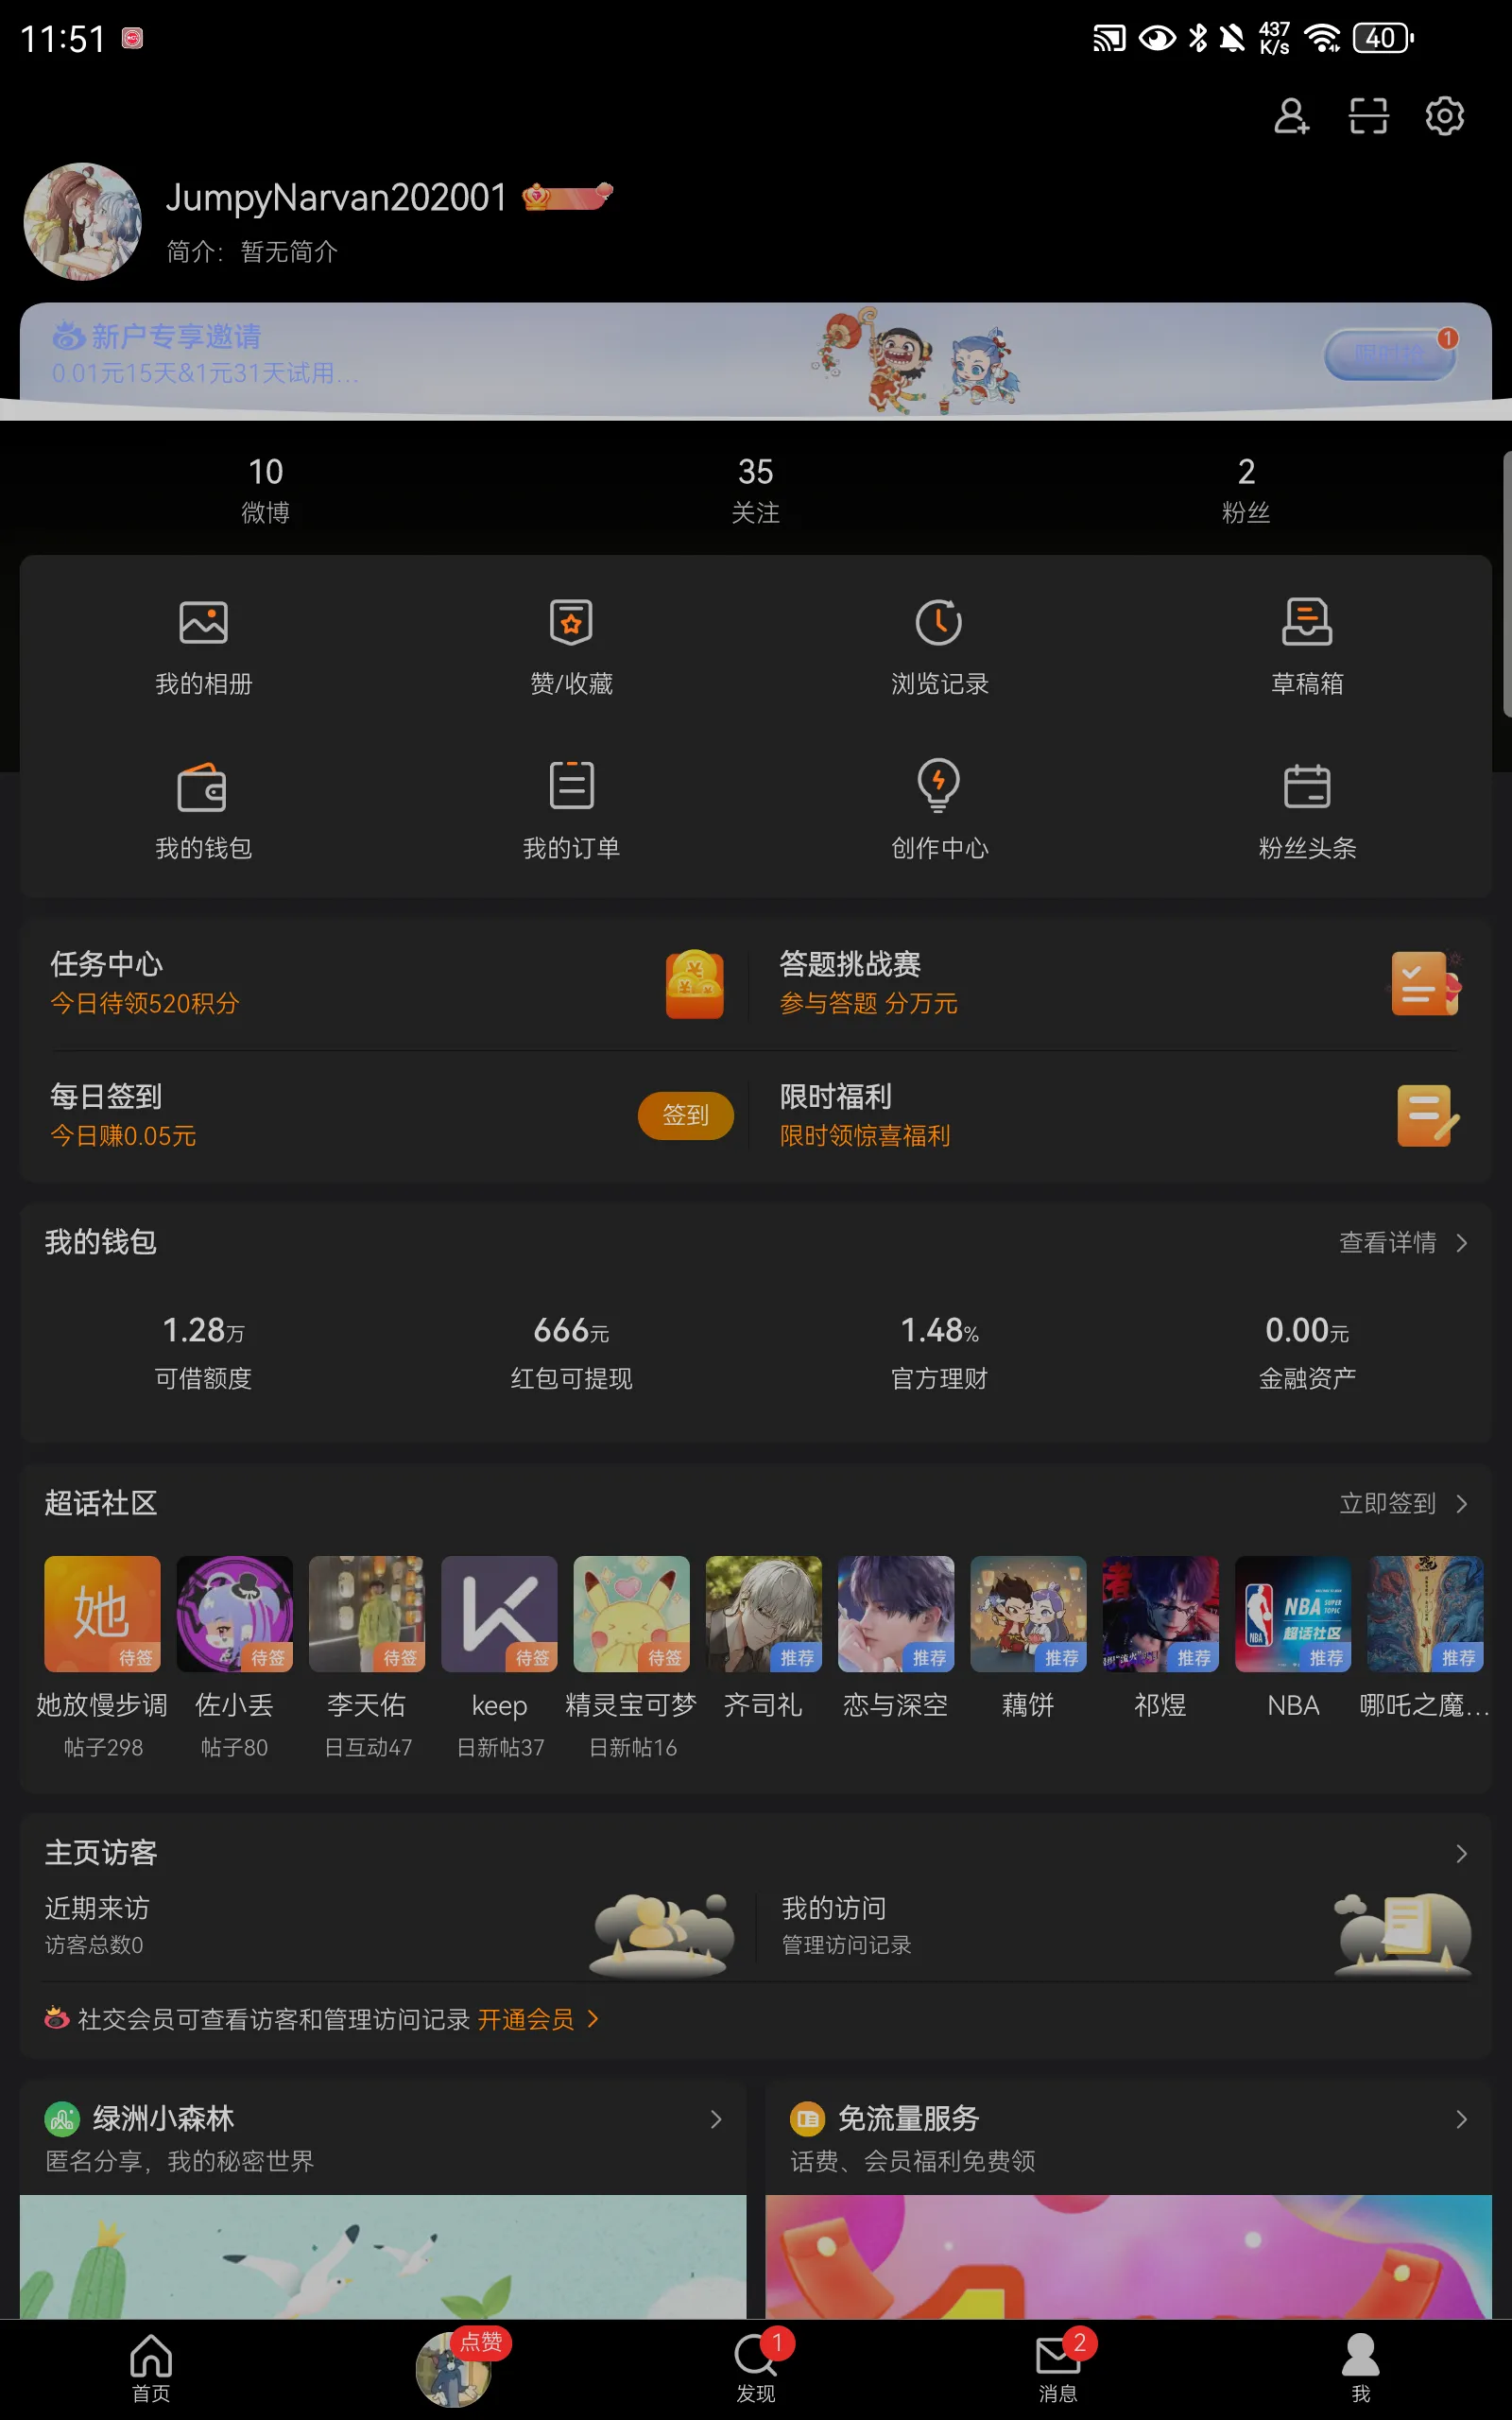 11:51
437
K/s
40
JumpyNarvan202001
简介：暂无简介
新户专享邀请
0.01元15天&1元31天试用...
1
10
微博
35
关注
2
粉丝
我的相册
赞/收藏
浏览记录
草稿箱
我的钱包
我的订单
创作中心
粉丝头条
任务中心
今日待领520积分
答题挑战赛
参与答题 分万元
每日签到
今日赚0.05元
签到
限时福利
限时领惊喜福利
我的钱包
查看详情
1.28万
可借额度
666元
红包可提现
1.48%
官方理财
0.00元
金融资产
超话社区
立即签到
她
待签
待签
待签
待签
待签
推荐
推荐
推荐
推荐
NBA
NBA SUPER TOPIC
超话社区
推荐
推荐
她放慢步调
佐小丢
李天佑
keep
精灵宝可梦
齐司礼
恋与深空
藕饼
祁煜
NBA
哪吒之魔...
帖子298
帖子80
日互动47
日新帖37
日新帖16
主页访客
近期来访
访客总数0
我的访问
管理访问记录
社交会员可查看访客和管理访问记录 开通会员
绿洲小森林
匿名分享，我的秘密世界
免流量服务
话费、会员福利免费领
首页
点赞
1
发现
2
消息
我